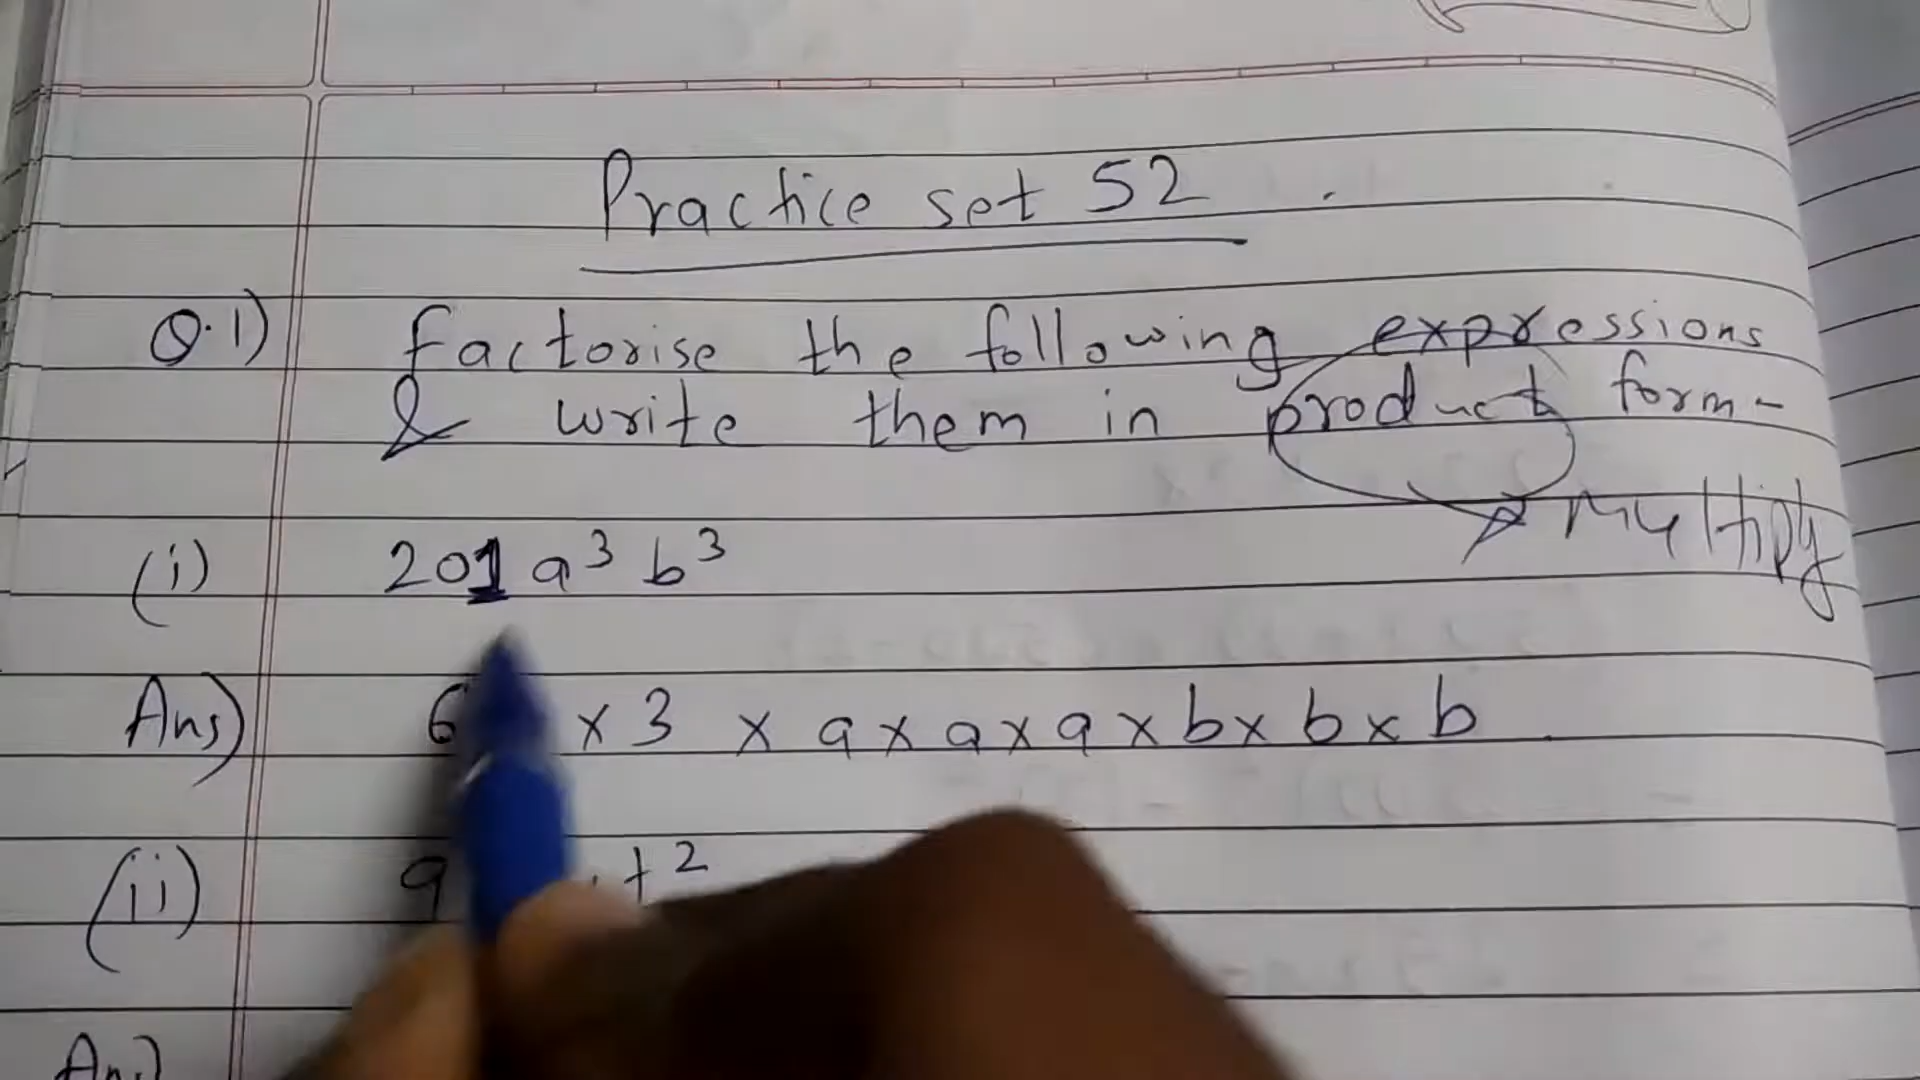 Practice set 52
Q.1) Factorise the following expressions
& write them in product form-
Multiply
(i) 201 a³ b³
Ans) 6 × 3 × a × a × a × b × b × b
(ii) 9 t²